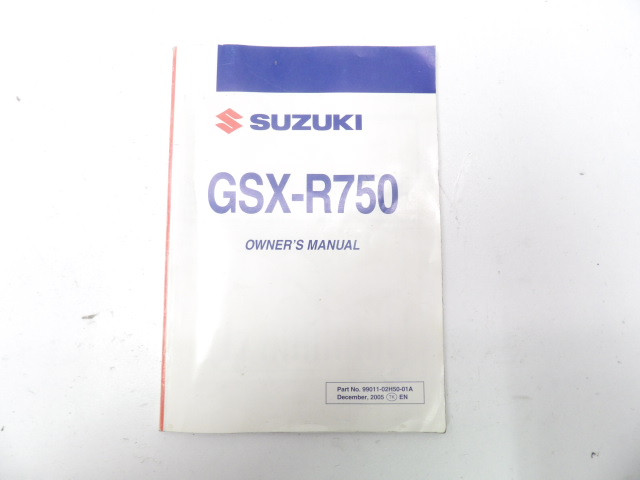 SUZUKI
GSX-R750
OWNER'S MANUAL
Part No. 99011-02H50-01A
December, 2005 EN